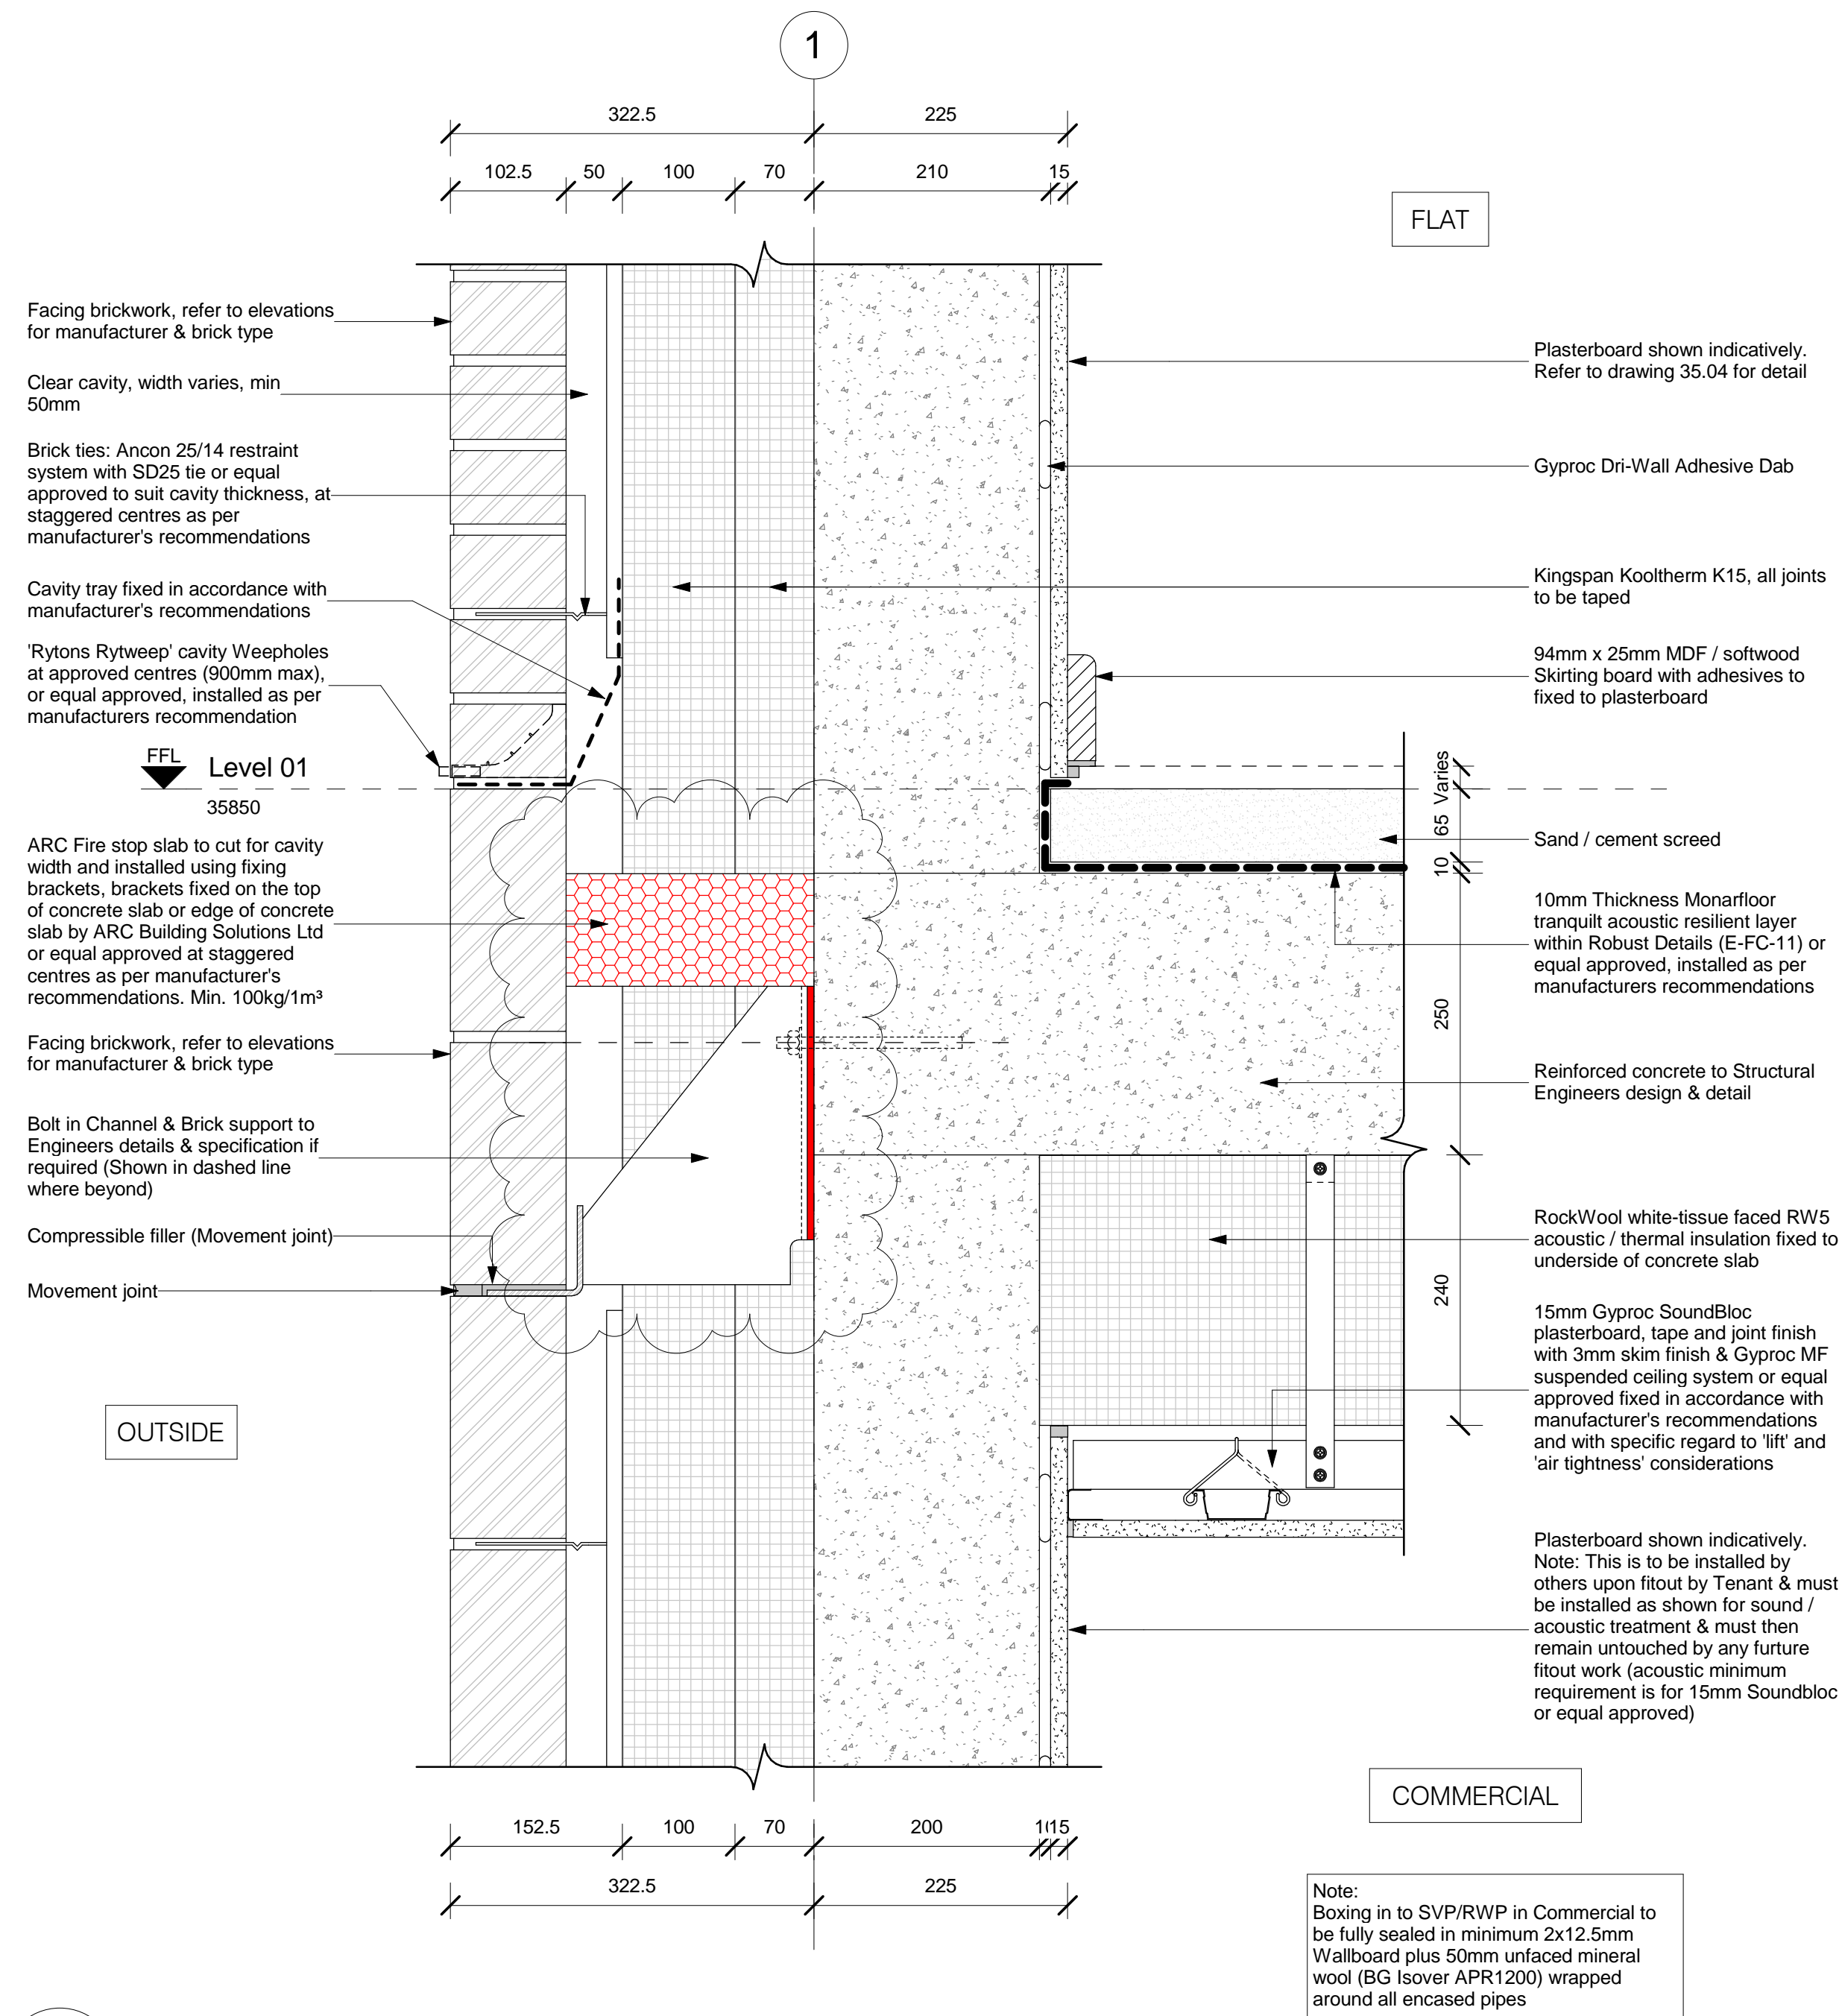 1
322.5
225
102.5
50
100
70
210
15
FLAT
Facing brickwork, refer to elevations
for manufacturer & brick type
Clear cavity, width varies, min
50mm
Brick ties: Ancon 25/14 restraint
system with SD25 tie or equal
approved to suit cavity thickness, at
staggered centres as per
manufacturer's recommendations
Cavity tray fixed in accordance with
manufacturer's recommendations
'Rytons Rytweep' cavity Weepholes
at approved centres (900mm max),
or equal approved, installed as per
manufacturers recommendation
FFL
Level 01
35850
ARC Fire stop slab to cut for cavity
width and installed using fixing
brackets, brackets fixed on the top
of concrete slab or edge of concrete
slab by ARC Building Solutions Ltd
or equal approved at staggered
centres as per manufacturer's
recommendations. Min. 100kg/1m³
Facing brickwork, refer to elevations
for manufacturer & brick type
Bolt in Channel & Brick support to
Engineers details & specification if
required (Shown in dashed line
where beyond)
Compressible filler (Movement joint)
Movement joint
OUTSIDE
Plasterboard shown indicatively.
Refer to drawing 35.04 for detail
Gyproc Dri-Wall Adhesive Dab
Kingspan Kooltherm K15, all joints
to be taped
94mm x 25mm MDF / softwood
Skirting board with adhesives to
fixed to plasterboard
Varies
65
10
250
240
Sand / cement screed
10mm Thickness Monarfloor
tranquilt acoustic resilient layer
within Robust Details (E-FC-11) or
equal approved, installed as per
manufacturers recommendations
Reinforced concrete to Structural
Engineers design & detail
RockWool white-tissue faced RW5
acoustic / thermal insulation fixed to
underside of concrete slab
15mm Gyproc SoundBloc
plasterboard, tape and joint finish
with 3mm skim finish & Gyproc MF
suspended ceiling system or equal
approved fixed in accordance with
manufacturer's recommendations
and with specific regard to 'lift' and
'air tightness' considerations
Plasterboard shown indicatively.
Note: This is to be installed by
others upon fitout by Tenant & must
be installed as shown for sound /
acoustic treatment & must then
remain untouched by any furture
fitout work (acoustic minimum
requirement is for 15mm Soundbloc
or equal approved)
COMMERCIAL
152.5
100
70
200
10
15
322.5
225
Note:
Boxing in to SVP/RWP in Commercial to
be fully sealed in minimum 2x12.5mm
Wallboard plus 50mm unfaced mineral
wool (BG Isover APR1200) wrapped
around all encased pipes